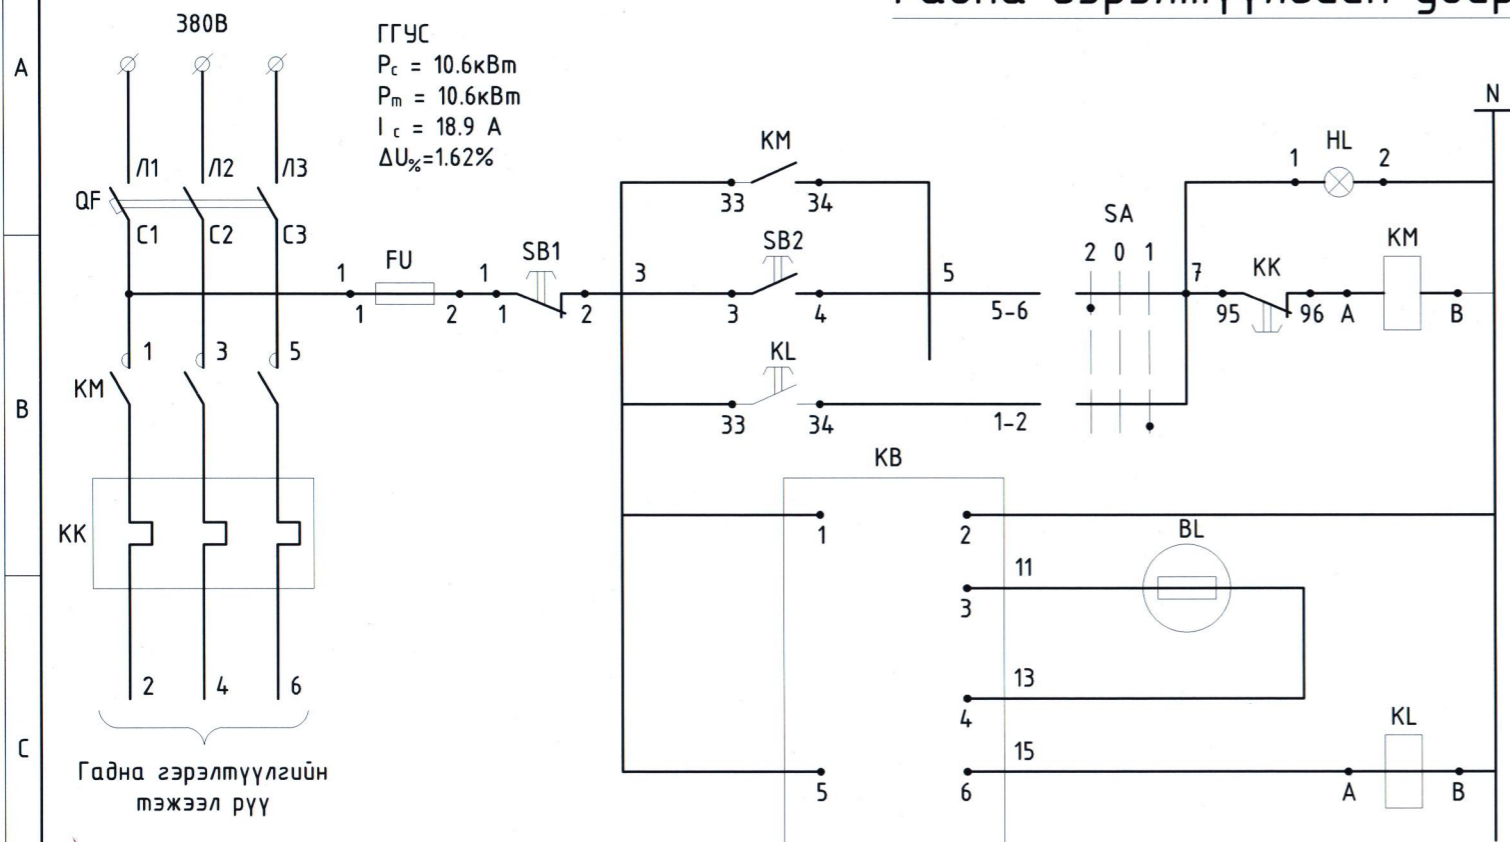 380В
ГГУС
Pс = 10.6кВт
Pт = 10.6кВт
Iс = 18.9 А
ΔU%=1.62%
A
N
Л1 Л2 Л3
QF
С1 С2 С3
KM
33 34
HL
1 2
SA
2 0 1
1 FU 1 SB1 3 SB2 5 7 KK KM
1 2 1 2 3 4 5-6 95 96 A B
1 3 5
KM
KL
33 34 1-2
B
KB
KK
1 2
BL
11
3
13
4
2 4 6
C
KL
15
5 6 A B
Гадна гэрэлтүүлгийн
тэжээл рүү